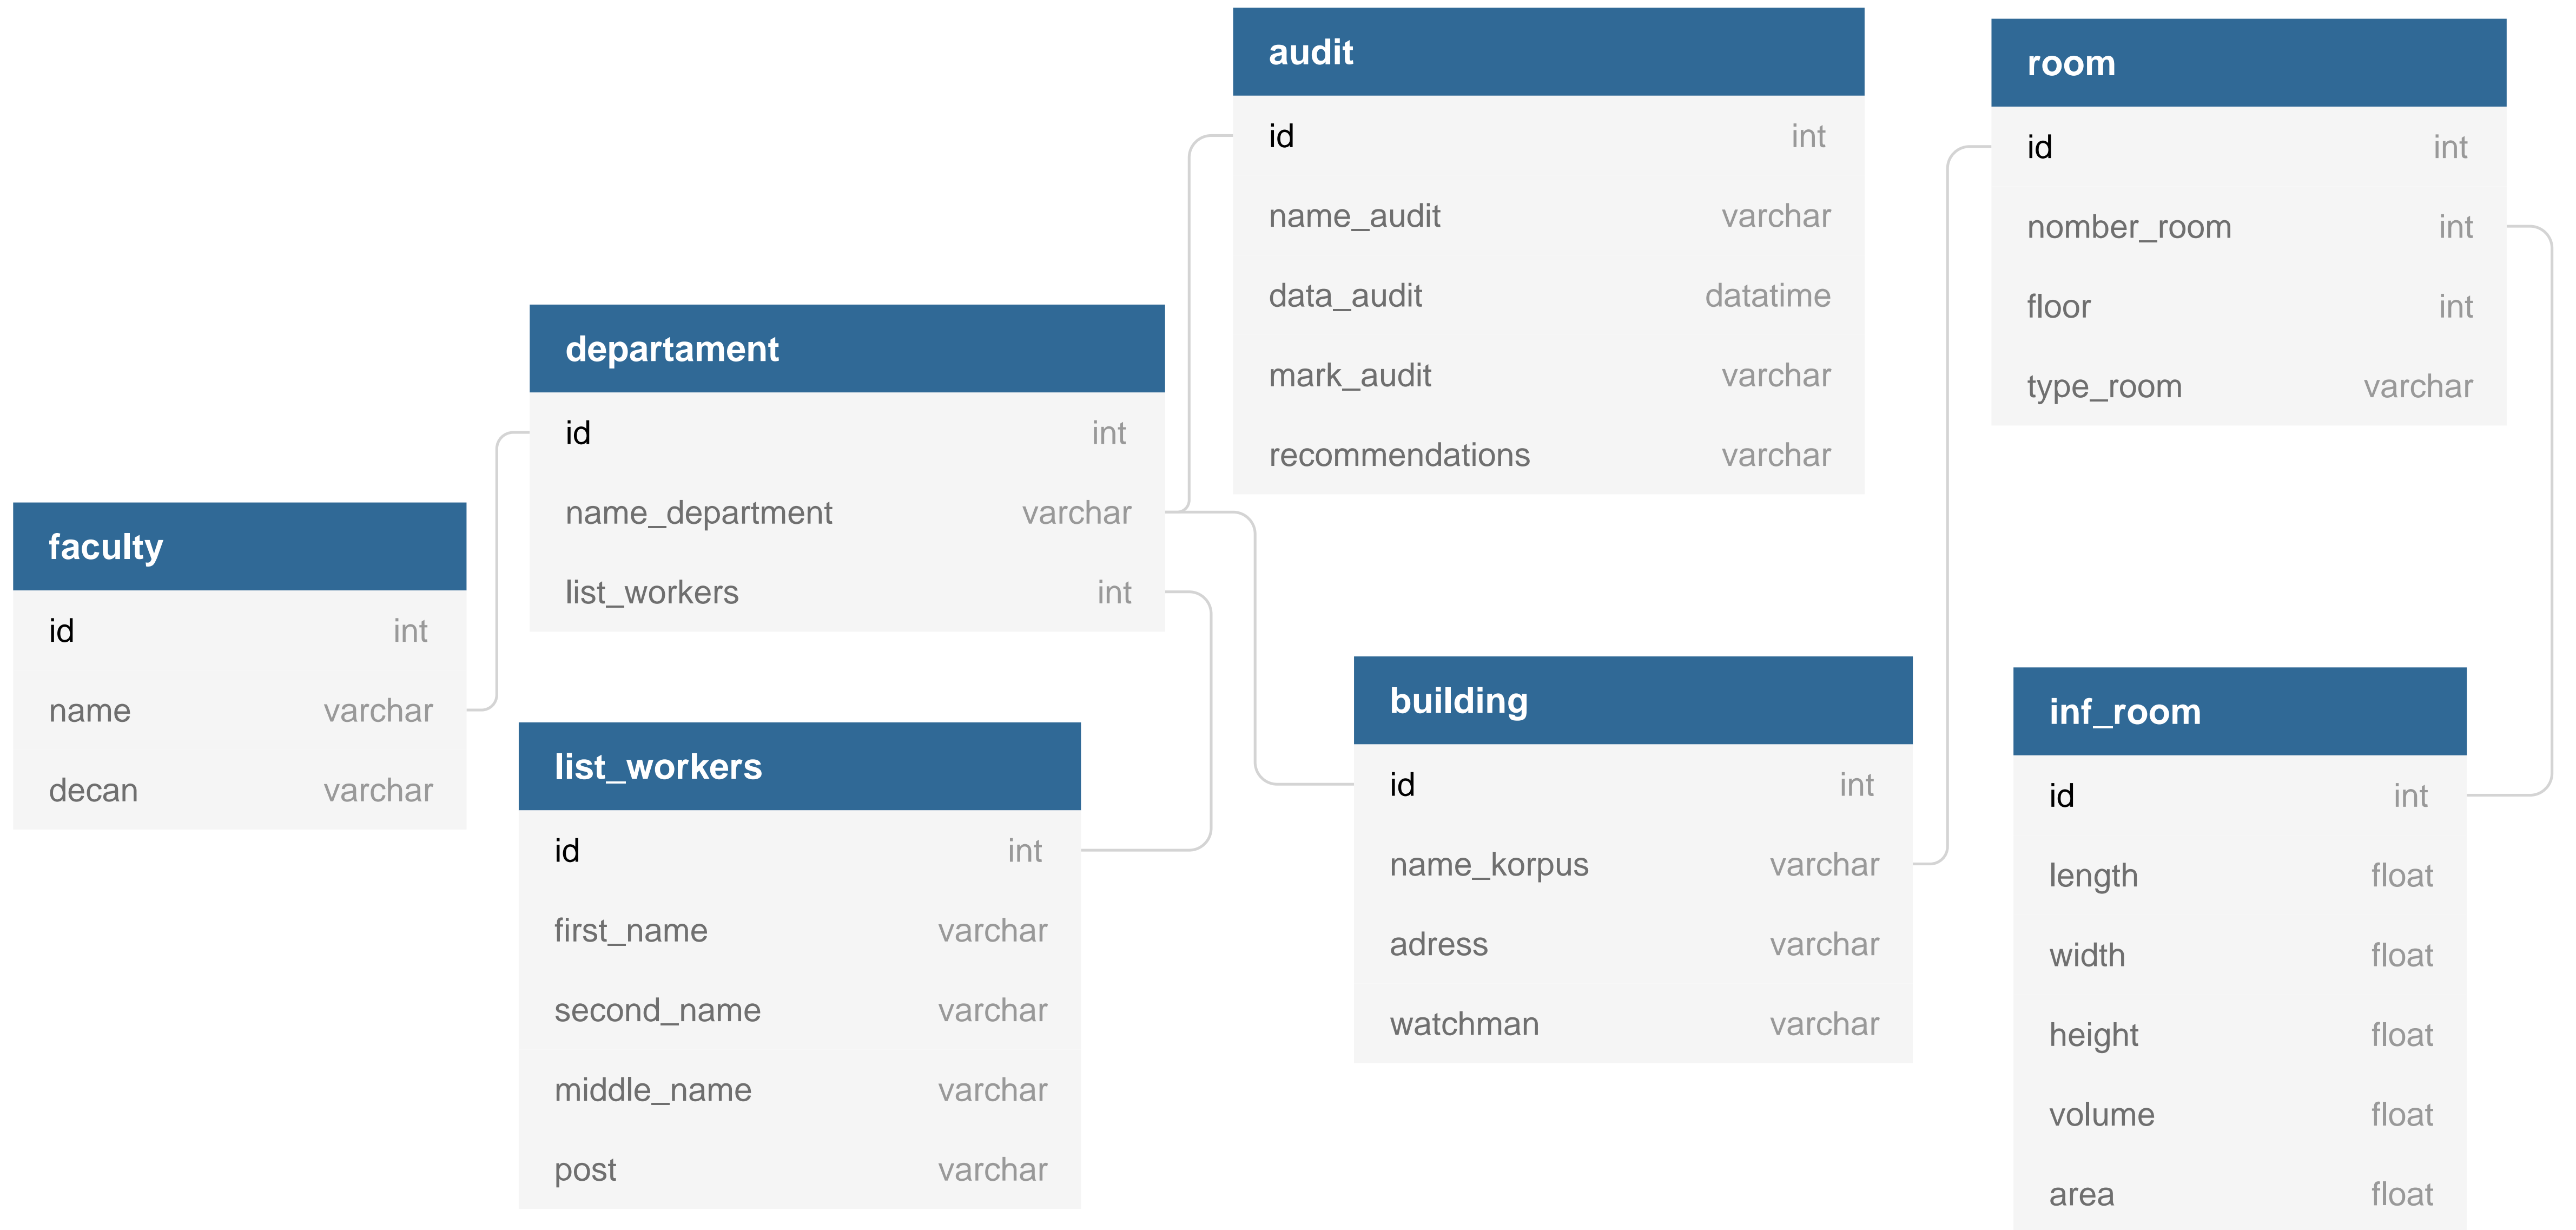 faculty
id int
name varchar
decan varchar
departament
id int
name_department varchar
list_workers int
list_workers
id int
first_name varchar
second_name varchar
middle_name varchar
post varchar
audit
id int
name_audit varchar
data_audit datatime
mark_audit varchar
recommendations varchar
building
id int
name_korpus varchar
adress varchar
watchman varchar
room
id int
nomber_room int
floor int
type_room varchar
inf_room
id int
length float
width float
height float
volume float
area float